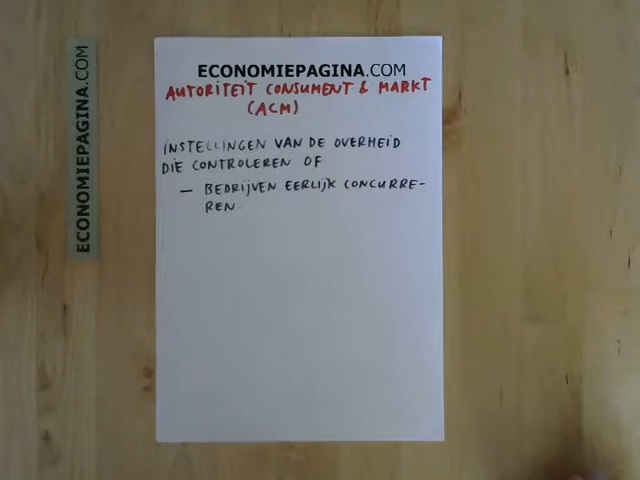 ECONOMIEPAGINA.COM
ECONOMIEPAGINA.COM
AUTORITEIT CONSUMENT & MARKT
(ACM)
INSTELLINGEN VAN DE OVERHEID
DIE CONTROLEREN OF
- BEDRIJVEN EERLIJK CONCURRE-
REN.